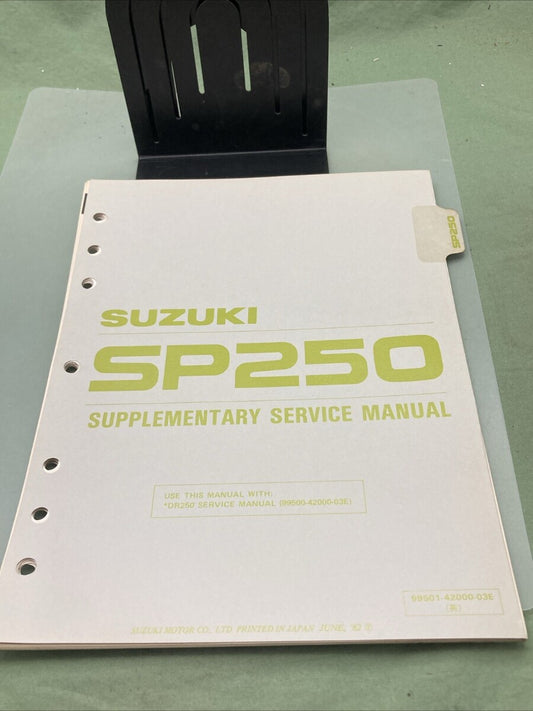 SP250
SUZUKI
SP250
SUPPLEMENTARY SERVICE MANUAL
USE THIS MANUAL WITH:
*DR250 SERVICE MANUAL (99500-42000-03E)
99501-42000-03E
(英)
SUZUKI MOTOR CO., LTD PRINTED IN JAPAN JUNE, '82